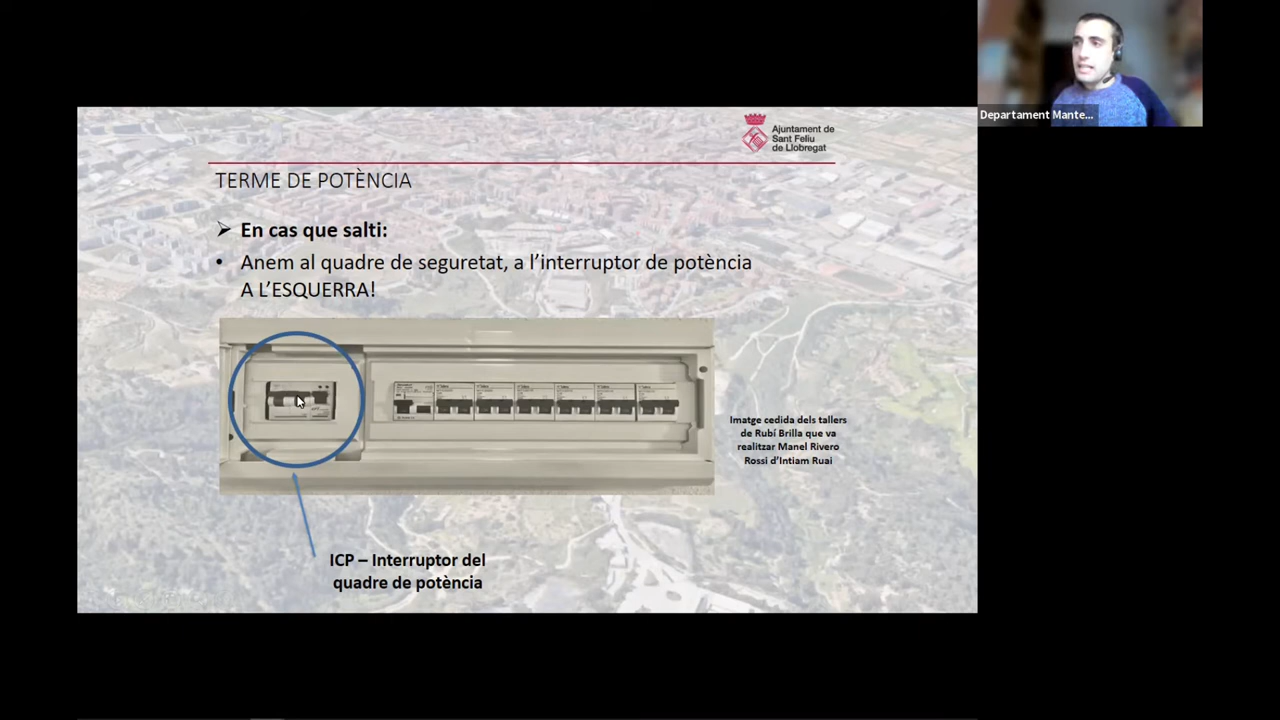 Ajuntament de
Sant Feliu
de Llobregat
Departament Mante...
TERME DE POTÈNCIA
En cas que salti:
Anem al quadre de seguretat, a l'interruptor de potència
A L'ESQUERRA!
Imatge cedida dels tallers
de Rubí Brilla que va
realitzar Manel Rivero
Rossi d'Intiam Ruai
ICP – Interruptor del
quadre de potència